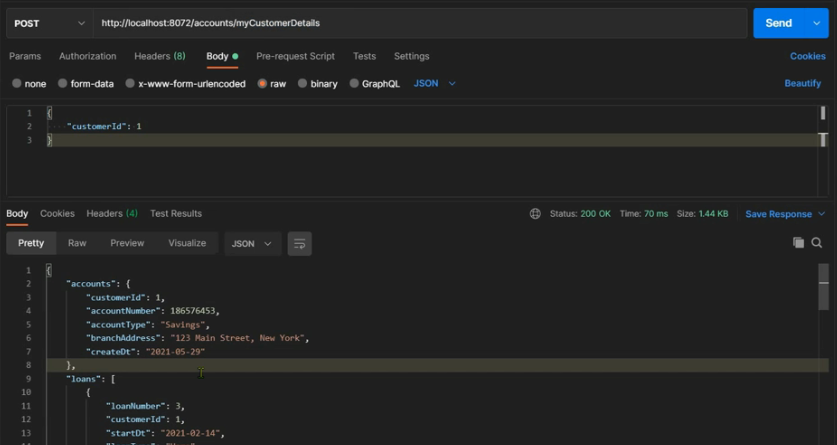 POST http://localhost:8072/accounts/myCustomerDetails Send
Params Authorization Headers (8) Body Pre-request Script Tests Settings Cookies
none form-data x-www-form-urlencoded raw binary GraphQL JSON Beautify
1 {
2 "customerId": 1
3 }
Body Cookies Headers (4) Test Results Status: 200 OK Time: 70 ms Size: 1.44 KB Save Response
Pretty Raw Preview Visualize JSON
1 {
2 "accounts": {
3 "customerId": 1,
4 "accountNumber": 186576453,
5 "accountType": "Savings",
6 "branchAddress": "123 Main Street, New York",
7 "createDt": "2021-05-29"
8 },
9 "loans": [
10 {
11 "loanNumber": 3,
12 "customerId": 1,
13 "startDt": "2021-02-14",